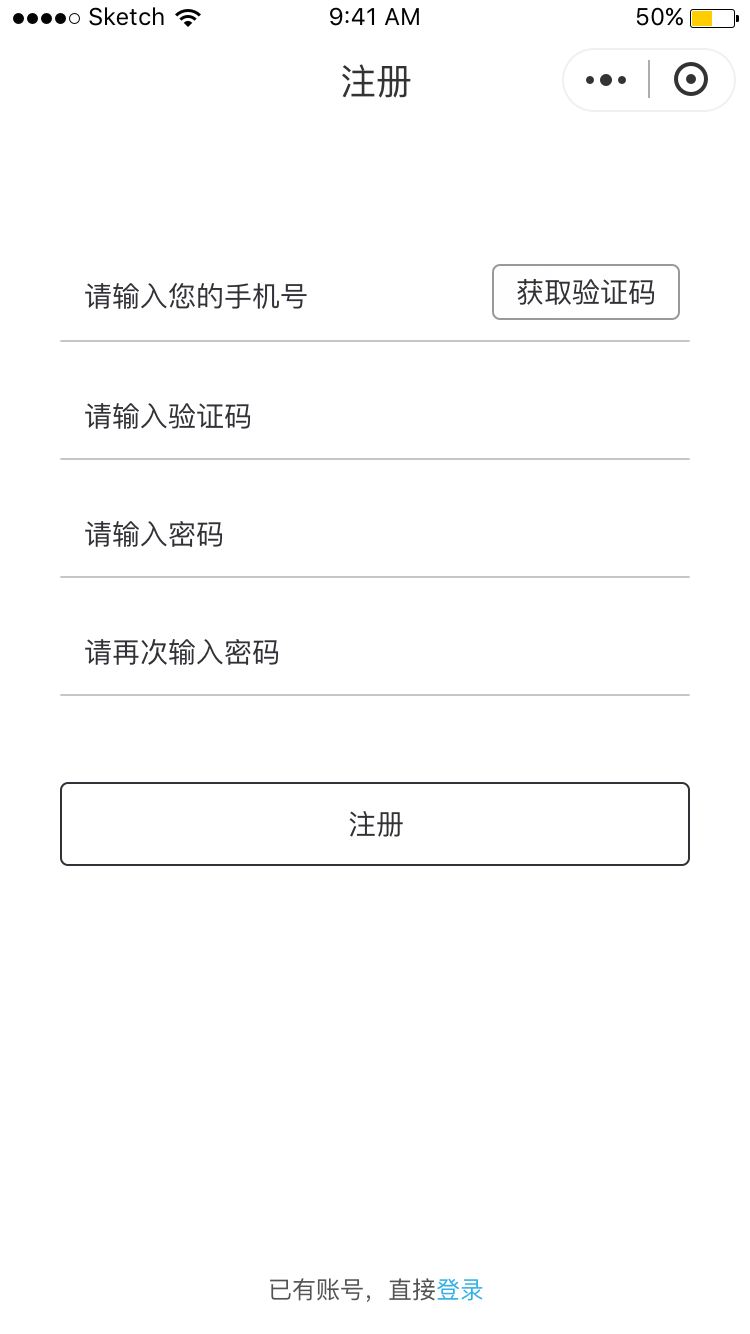 Sketch 9:41 AM 50%
注册
请输入您的手机号 获取验证码
请输入验证码
请输入密码
请再次输入密码
注册
已有账号，直接登录